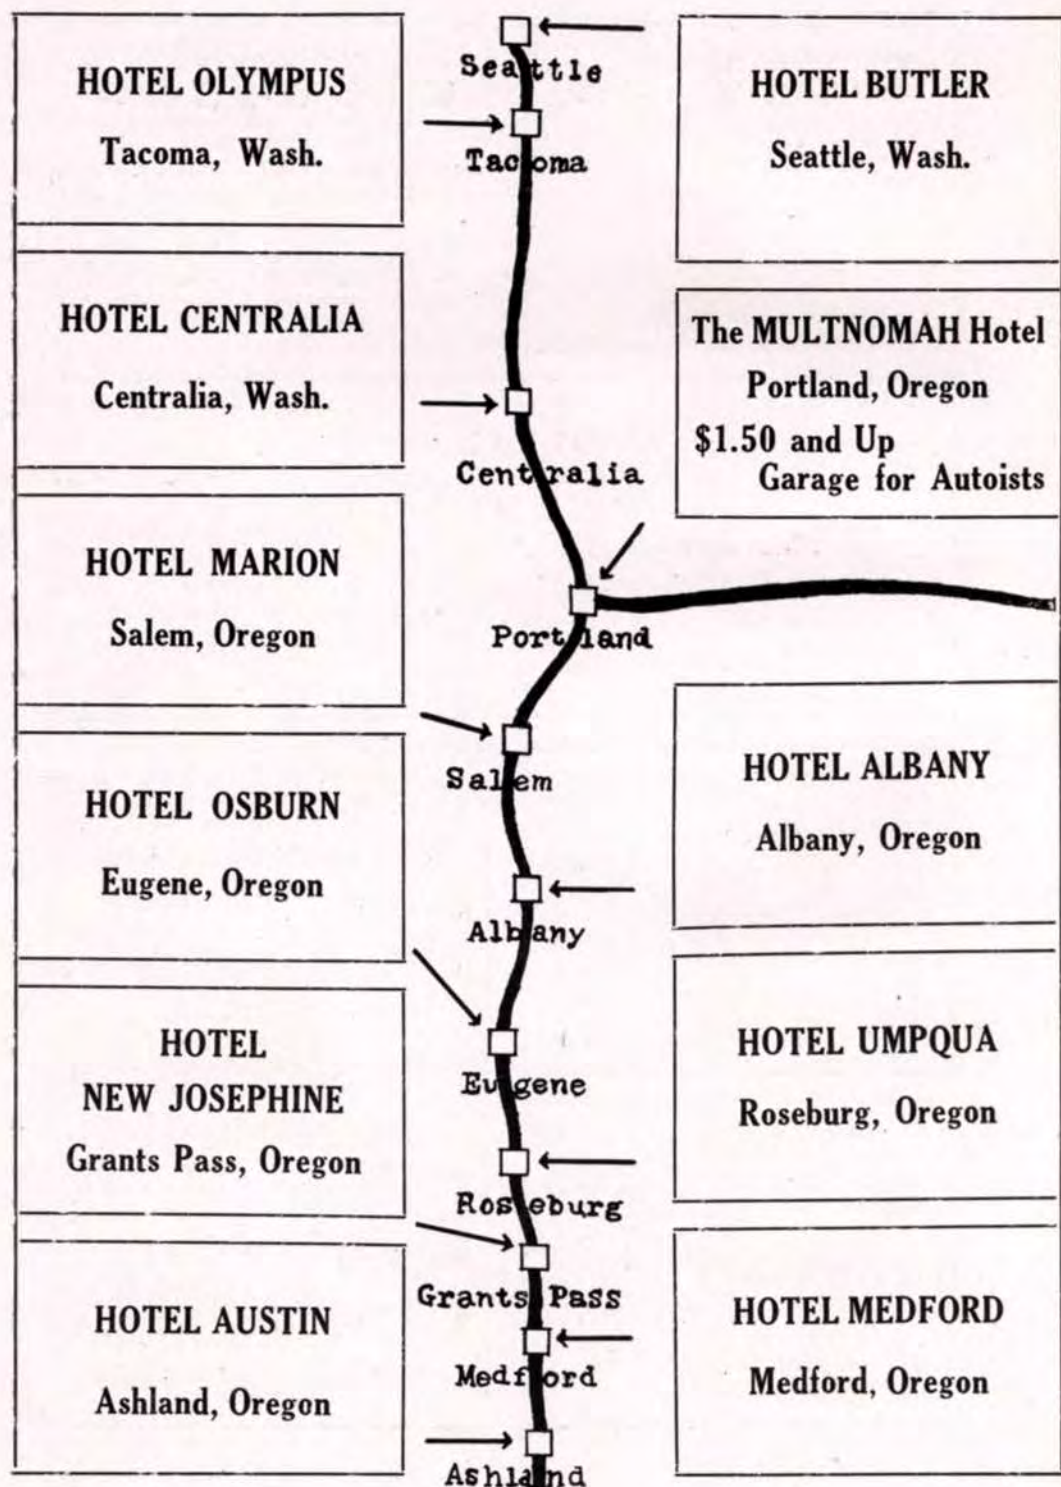 HOTEL OLYMPUS
Tacoma, Wash.
HOTEL CENTRALIA
Centralia, Wash.
HOTEL MARION
Salem, Oregon
HOTEL OSBURN
Eugene, Oregon
HOTEL
NEW JOSEPHINE
Grants Pass, Oregon
HOTEL AUSTIN
Ashland, Oregon
Seattle
Tacoma
Centralia
Portland
Salem
Albany
Eugene
Roseburg
Grants Pass
Medford
Ashland
HOTEL BUTLER
Seattle, Wash.
The MULTNOMAH Hotel
Portland, Oregon
$1.50 and Up
Garage for Autoists
HOTEL ALBANY
Albany, Oregon
HOTEL UMPQUA
Roseburg, Oregon
HOTEL MEDFORD
Medford, Oregon